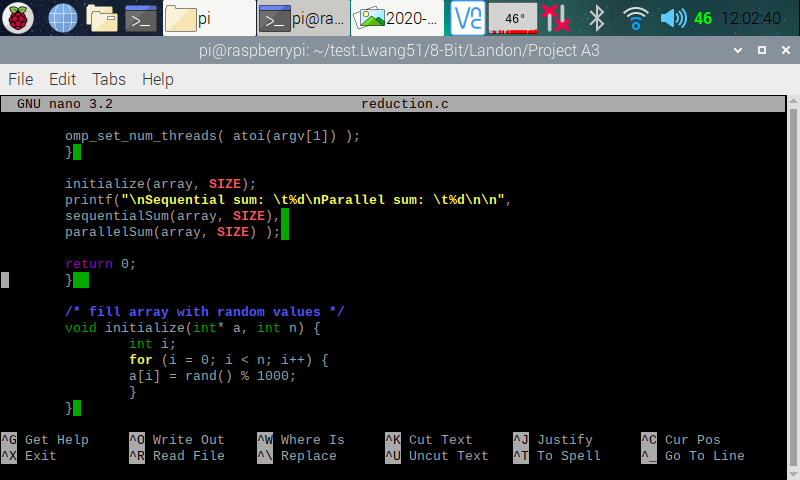 pi
pi@ra...
2020-...
46°
46
12:02:40
pi@raspberrypi: ~/test.Lwang51/8-Bit/Landon/Project A3
File Edit Tabs Help
GNU nano 3.2 reduction.c
omp_set_num_threads( atoi(argv[1]) );
}
initialize(array, SIZE);
printf("\nSequential sum: \t%d\nParallel sum: \t%d\n\n",
sequentialSum(array, SIZE),
parallelSum(array, SIZE) );
return 0;
}
/* fill array with random values */
void initialize(int* a, int n) {
int i;
for (i = 0; i < n; i++) {
a[i] = rand() % 1000;
}
}
^G Get Help ^O Write Out ^W Where Is ^K Cut Text ^J Justify ^C Cur Pos
^X Exit ^R Read File ^\ Replace ^U Uncut Text ^T To Spell ^_ Go To Line